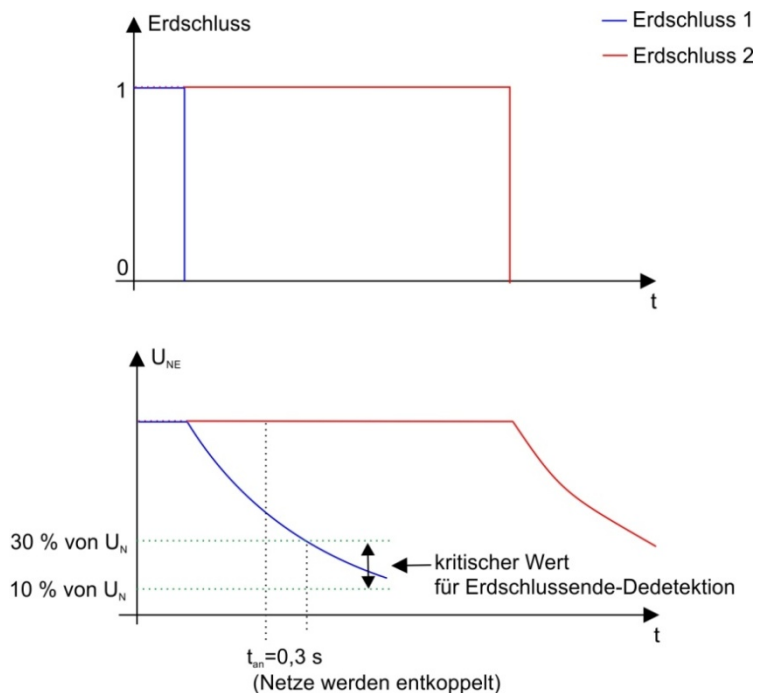 Erdschluss
Erdschluss 1
Erdschluss 2
1
0
t
U_NE
30 % von U_N
10 % von U_N
kritischer Wert
für Erdschlussende-Dedetektion
t
t_an=0,3 s
(Netze werden entkoppelt)